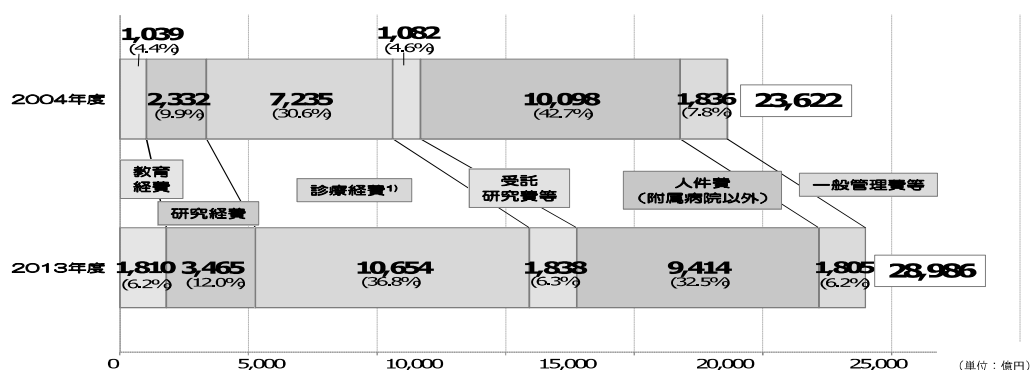 1,039
(4.4%)
1,082
(4.6%)
2004年度
2,332
(9.9%)
7,235
(30.6%)
10,098
(42.7%)
1,836
(7.8%)
23,622
教育
経費
研究経費
診療経費1)
受託
研究費等
人件費
(附属病院以外)
一般管理費等
2013年度
1,810
(6.2%)
3,465
(12.0%)
10,654
(36.8%)
1,838
(6.3%)
9,414
(32.5%)
1,805
(6.2%)
28,986
0
5,000
10,000
15,000
20,000
25,000
(単位:億円)